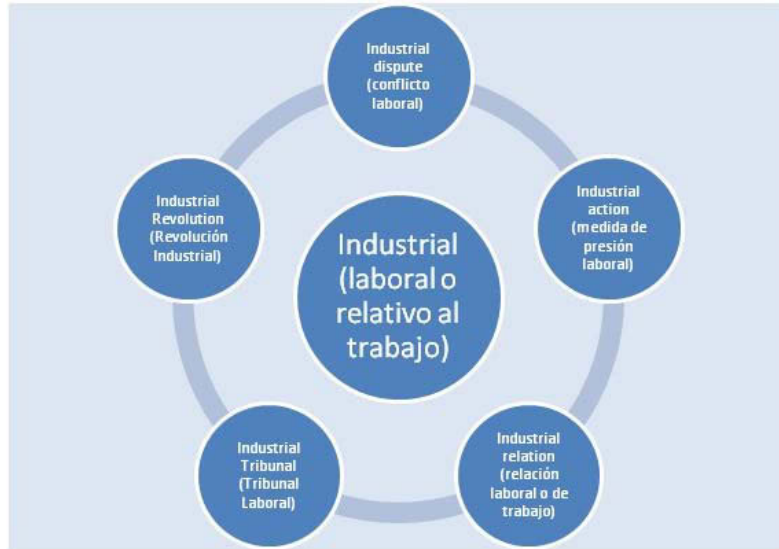 Industrial
dispute
(conflicto
laboral)
Industrial
Revolution
(Revolución
Industrial)
Industrial
action
(medida de
presión
laboral)
Industrial
(laboral o
relativo al
trabajo)
Industrial
Tribunal
(Tribunal
Laboral)
Industrial
relation
(relación
laboral o de
trabajo)